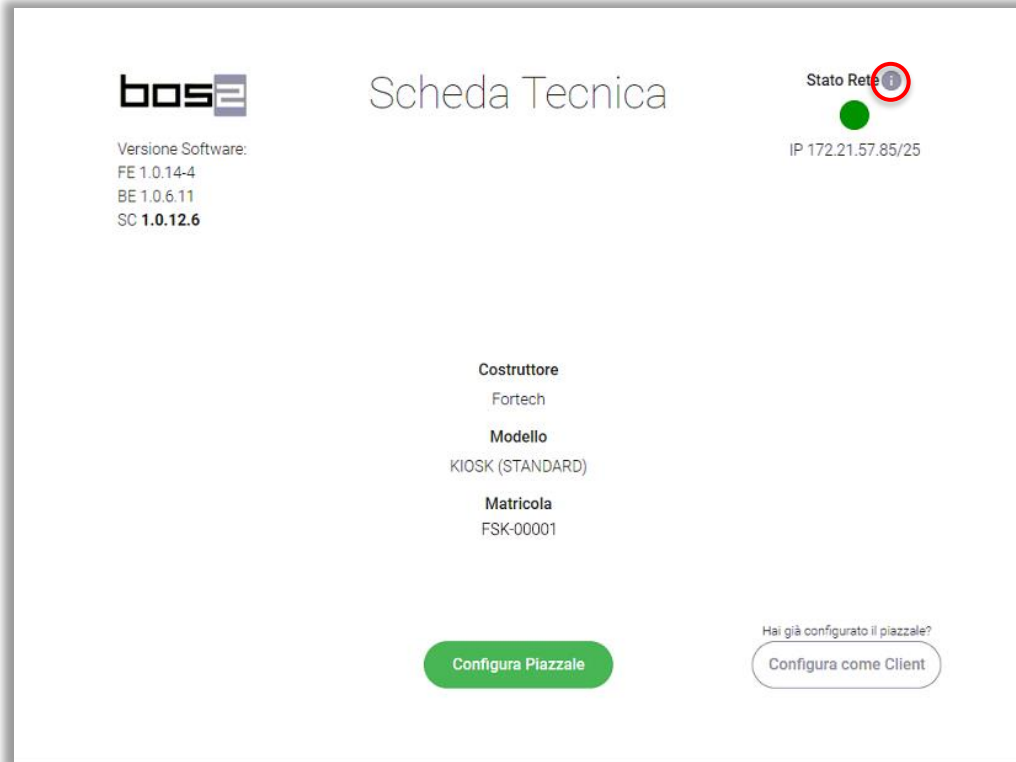 bos2
Scheda Tecnica
Stato Rete
i
IP 172.21.57.85/25
Versione Software:
FE 1.0.14-4
BE 1.0.6.11
SC 1.0.12.6
Costruttore
Fortech
Modello
KIOSK (STANDARD)
Matricola
FSK-00001
Hai già configurato il piazzale?
Configura Piazzale
Configura come Client